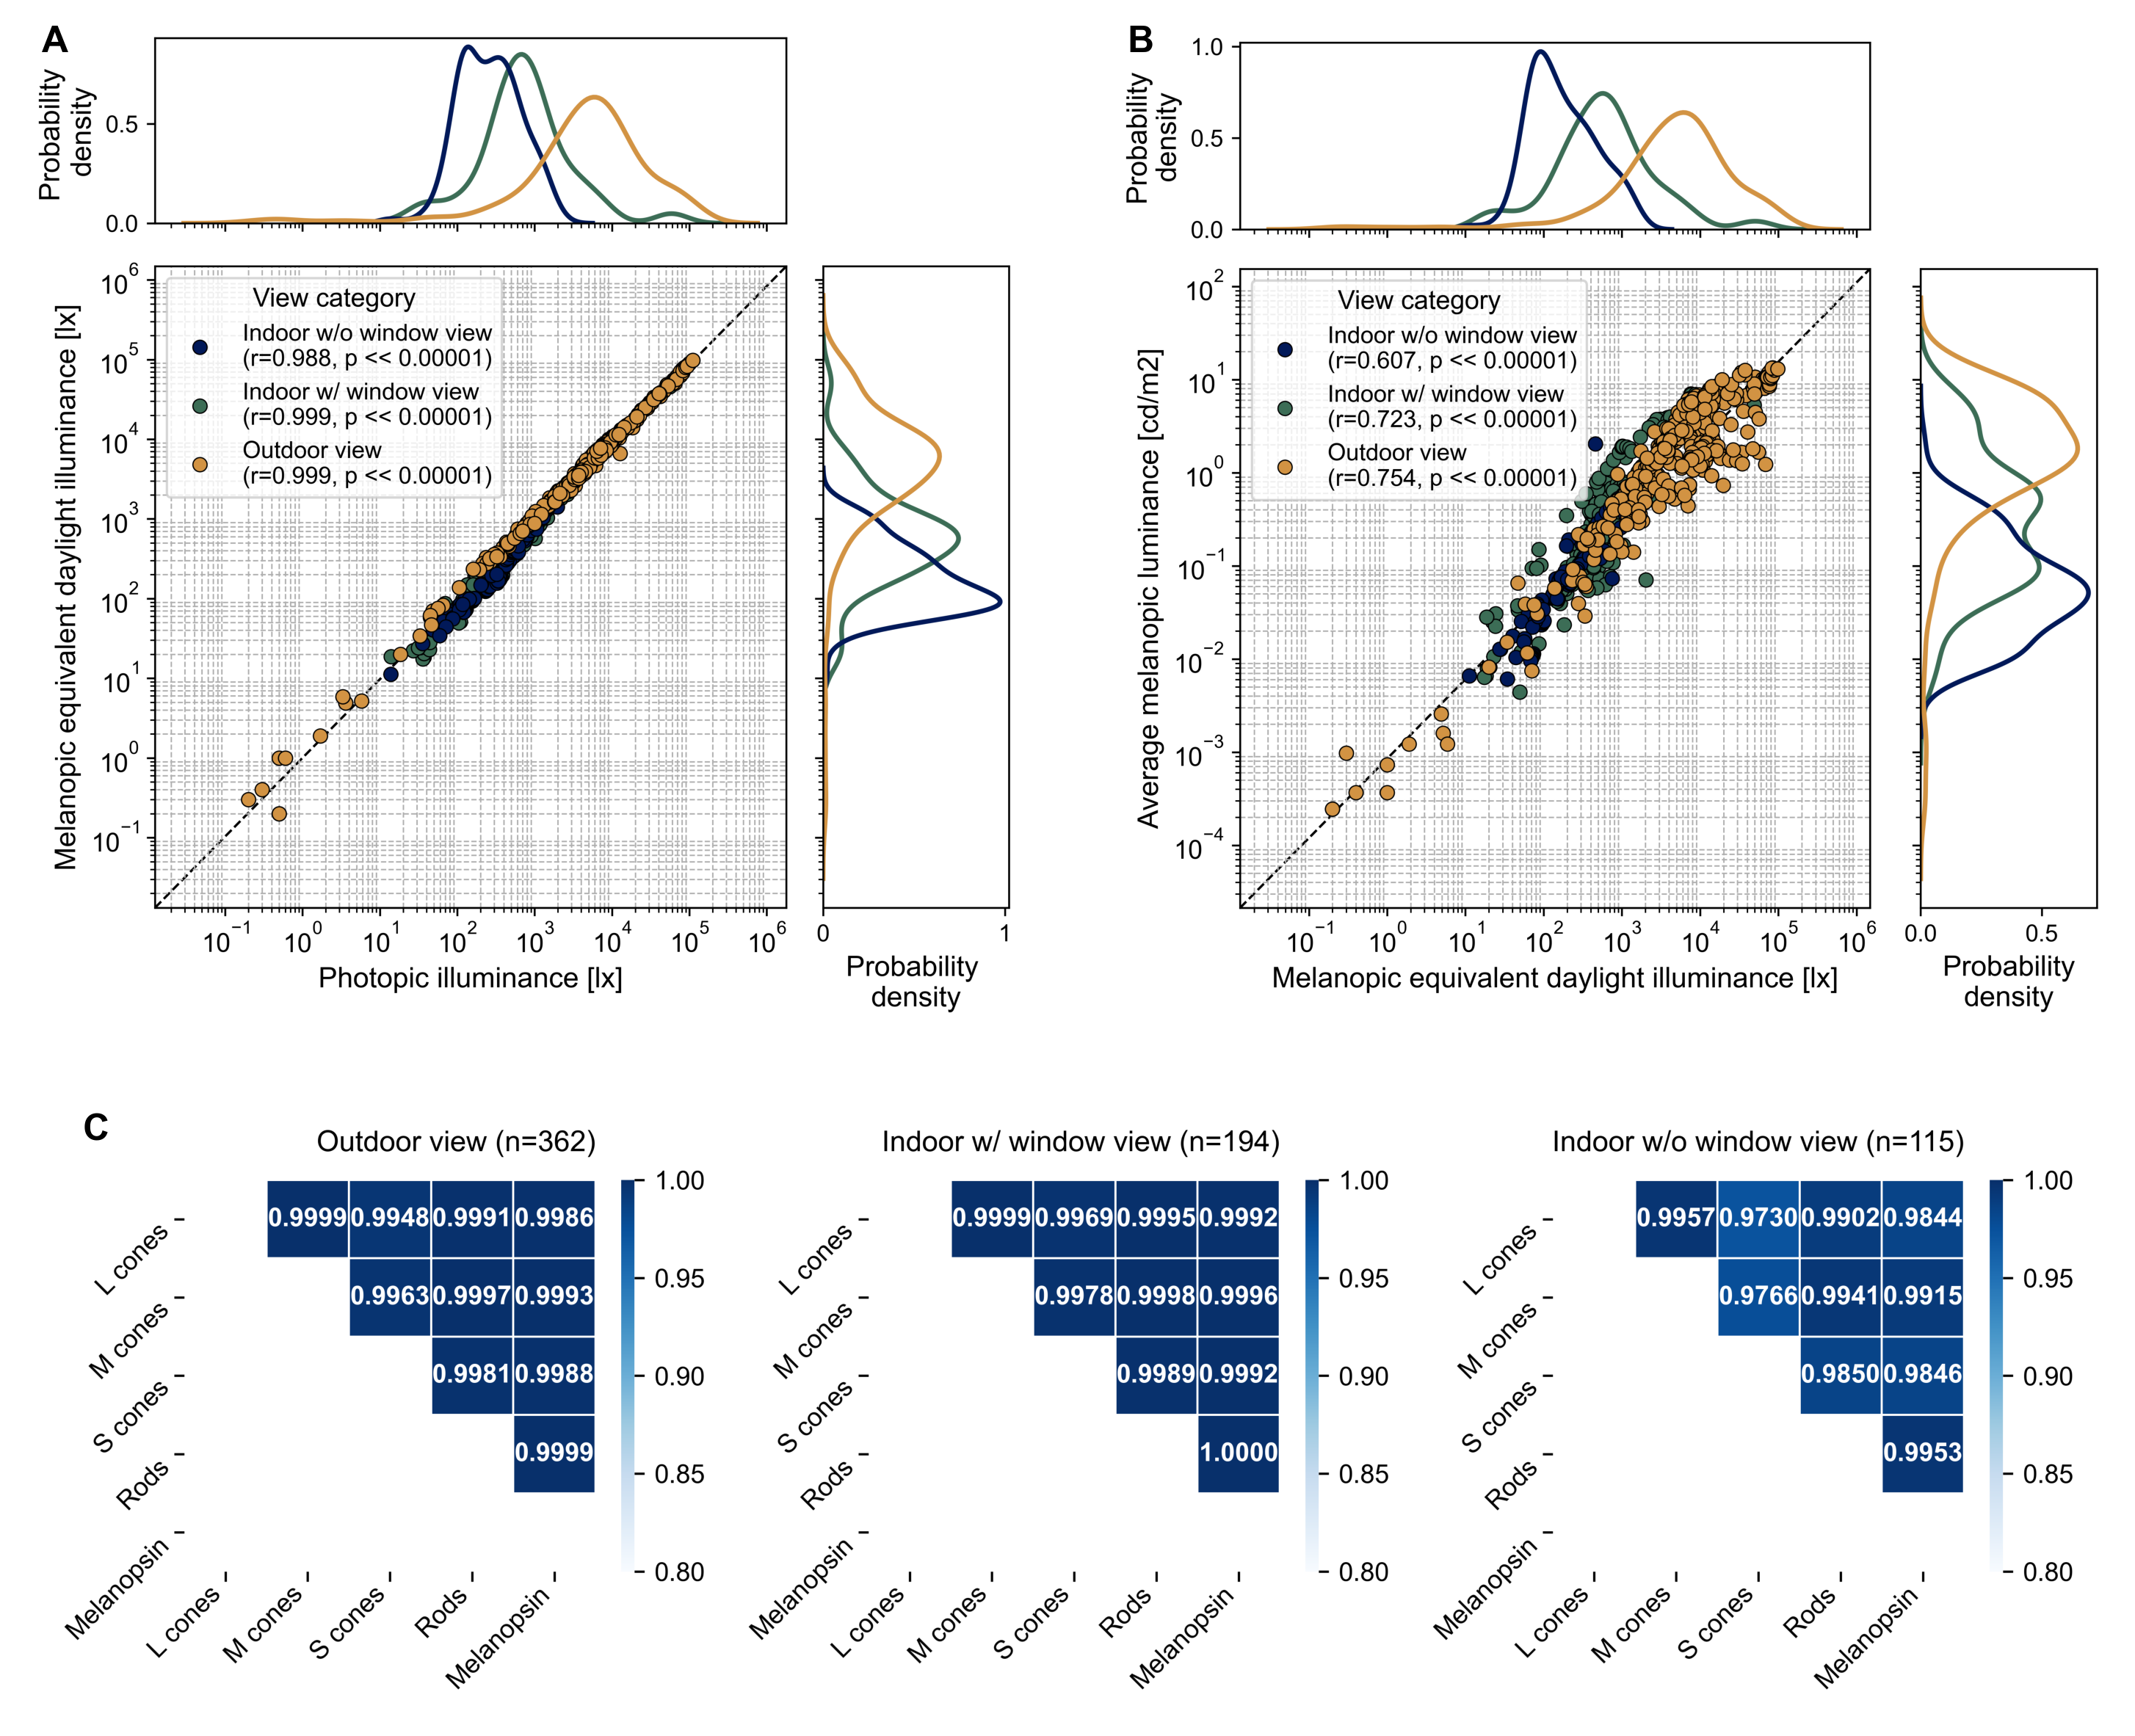 A
Probability
density
0.5
0.0
10^6
10^5
10^4
10^3
10^2
10^1
10^0
10^−1
Melanopic equivalent daylight illuminance [lx]
View category
Indoor w/o window view
(r=0.988, p << 0.00001)
Indoor w/ window view
(r=0.999, p << 0.00001)
Outdoor view
(r=0.999, p << 0.00001)
10^−1 10^0 10^1 10^2 10^3 10^4 10^5 10^6
Photopic illuminance [lx]
0 1
Probability
density
B
Probability
density
1.0
0.5
0.0
10^2
10^1
10^0
10^−1
10^−2
10^−3
10^−4
Average melanopic luminance [cd/m2]
View category
Indoor w/o window view
(r=0.607, p << 0.00001)
Indoor w/ window view
(r=0.723, p << 0.00001)
Outdoor view
(r=0.754, p << 0.00001)
10^−1 10^0 10^1 10^2 10^3 10^4 10^5 10^6
Melanopic equivalent daylight illuminance [lx]
0.0 0.5
Probability
density
C
Outdoor view (n=362)
L cones
M cones
S cones
Rods
Melanopsin
0.9999 0.9948 0.9991 0.9986
0.9963 0.9997 0.9993
0.9981 0.9988
0.9999
L cones M cones S cones Rods Melanopsin
1.00
0.95
0.90
0.85
0.80
Indoor w/ window view (n=194)
L cones
M cones
S cones
Rods
Melanopsin
0.9999 0.9969 0.9995 0.9992
0.9978 0.9998 0.9996
0.9989 0.9992
1.0000
L cones M cones S cones Rods Melanopsin
1.00
0.95
0.90
0.85
0.80
Indoor w/o window view (n=115)
L cones
M cones
S cones
Rods
Melanopsin
0.9957 0.9730 0.9902 0.9844
0.9766 0.9941 0.9915
0.9850 0.9846
0.9953
L cones M cones S cones Rods Melanopsin
1.00
0.95
0.90
0.85
0.80